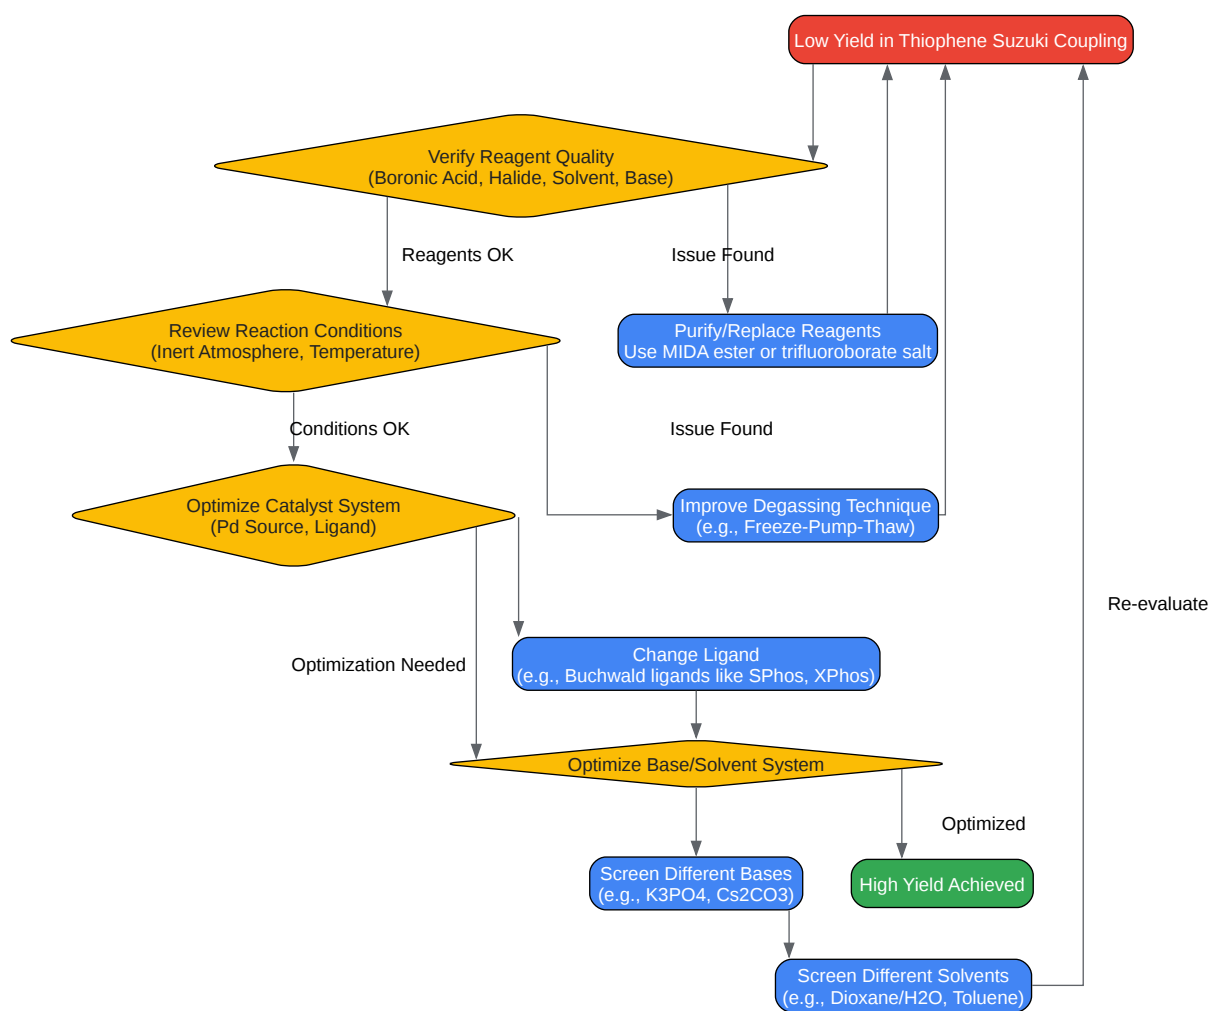 Low Yield in Thiophene Suzuki Coupling
Verify Reagent Quality
(Boronic Acid, Halide, Solvent, Base)
Reagents OK
Issue Found
Review Reaction Conditions
(Inert Atmosphere, Temperature)
Purify/Replace Reagents
Use MIDA ester or trifluoroborate salt
Conditions OK
Issue Found
Optimize Catalyst System
(Pd Source, Ligand)
Improve Degassing Technique
(e.g., Freeze-Pump-Thaw)
Re-evaluate
Optimization Needed
Change Ligand
(e.g., Buchwald ligands like SPhos, XPhos)
Optimize Base/Solvent System
Optimized
Screen Different Bases
(e.g., K3PO4, Cs2CO3)
High Yield Achieved
Screen Different Solvents
(e.g., Dioxane/H2O, Toluene)